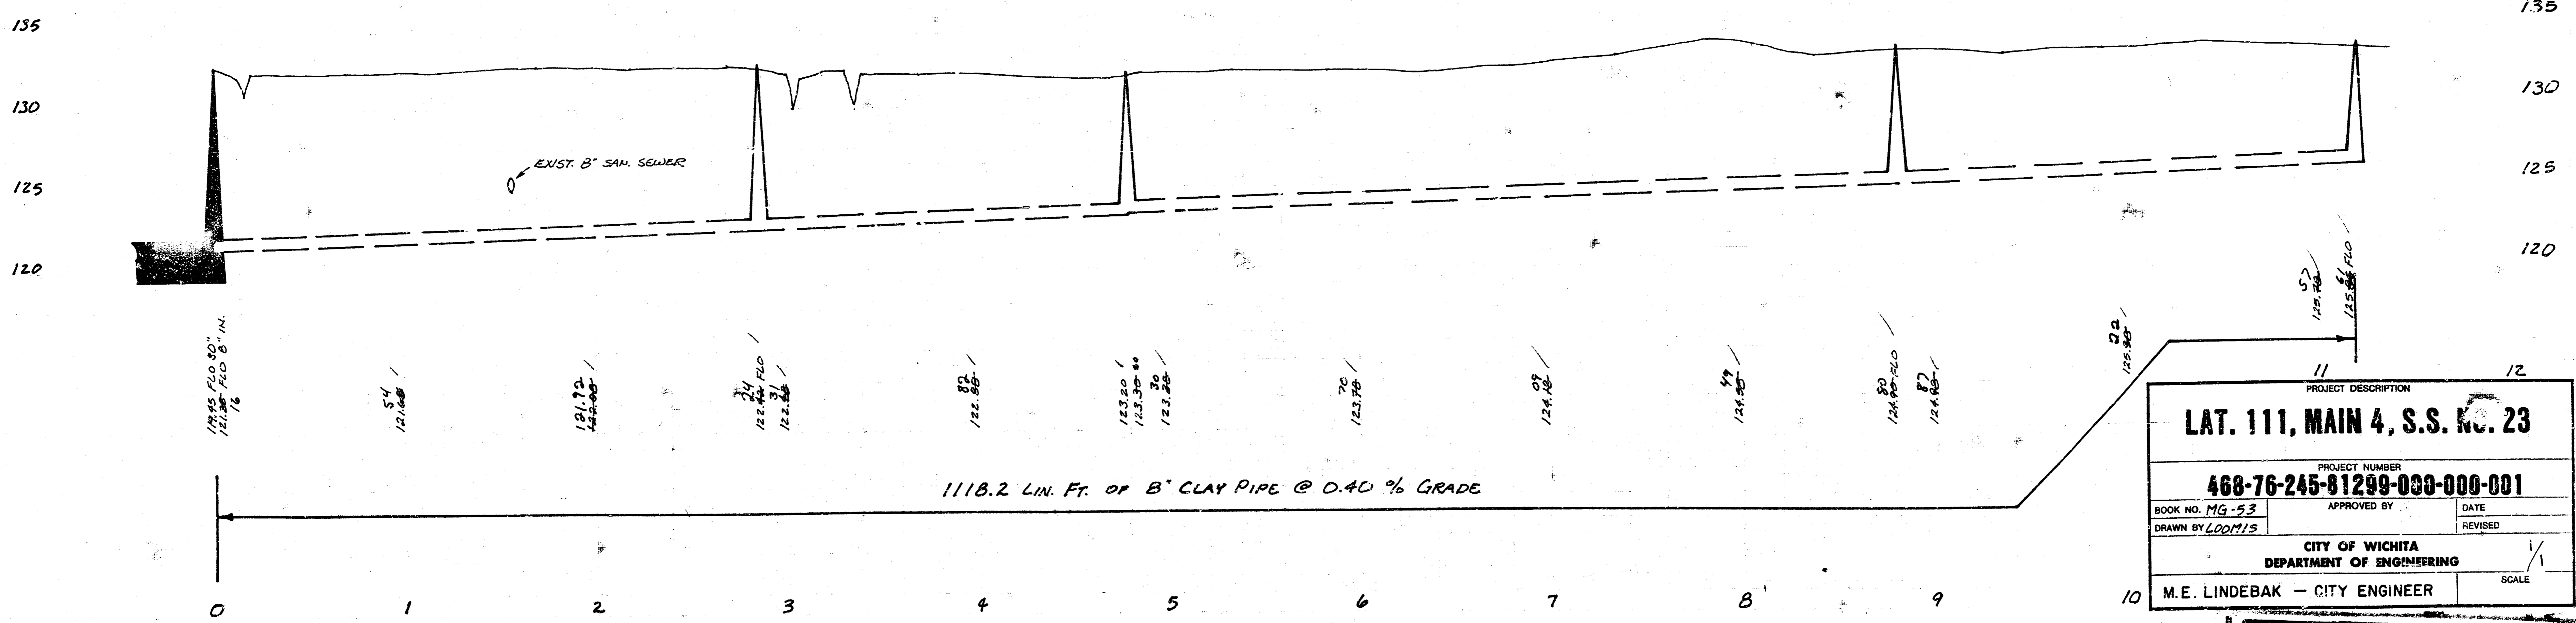 135
135
130
130
125
125
120
120
EXIST. 8" SAN. SEWER
119.45 FLO 30"
FLO 8" IN.
16
54
121.92
24
FLO
31
82
123.20
30
70
09
49
80
FLO
87
22
57
61
FLO
1118.2 LIN. FT. OF 8" CLAY PIPE @ 0.40 % GRADE
0
1
2
3
4
5
6
7
8
9
10
11
12
PROJECT DESCRIPTION
LAT. 111, MAIN 4, S.S. NO. 23
PROJECT NUMBER
468-76-245-81299-000-000-001
BOOK NO. MG-53
APPROVED BY
DATE
DRAWN BY LOOMIS
REVISED
CITY OF WICHITA
DEPARTMENT OF ENGINEERING
1/1
SCALE
M.E. LINDEBAK — CITY ENGINEER